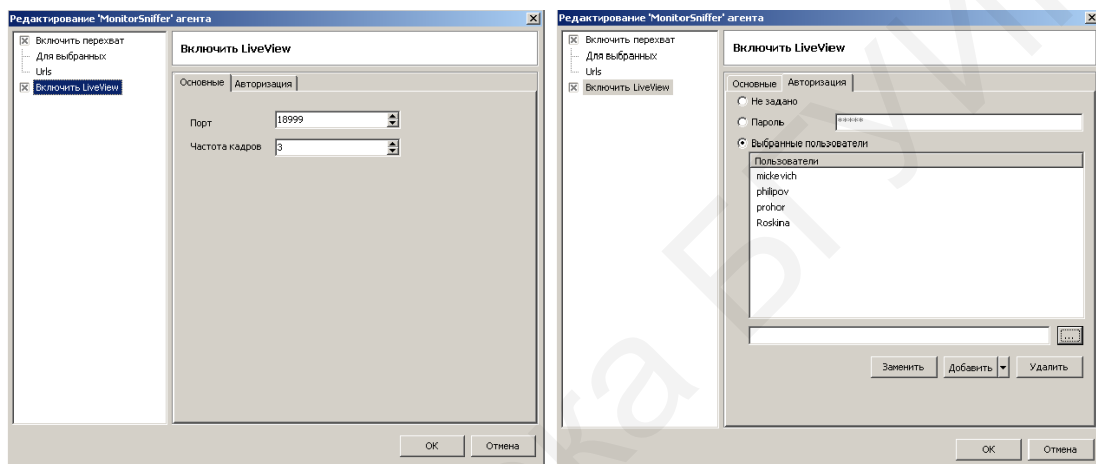 Редактирование 'MonitorSniffer' агента
Включить перехват
Для выбранных
Urls
Включить LiveView
Включить LiveView
Основные Авторизация
Порт 18999
Частота кадров 3
OK Отмена
Редактирование 'MonitorSniffer' агента
Включить перехват
Для выбранных
Urls
Включить LiveView
Включить LiveView
Основные Авторизация
Не задано
Пароль *****
Выбранные пользователи
Пользователи
mickevich
philipov
prohor
Roskina
...
Заменить Добавить Удалить
OK Отмена